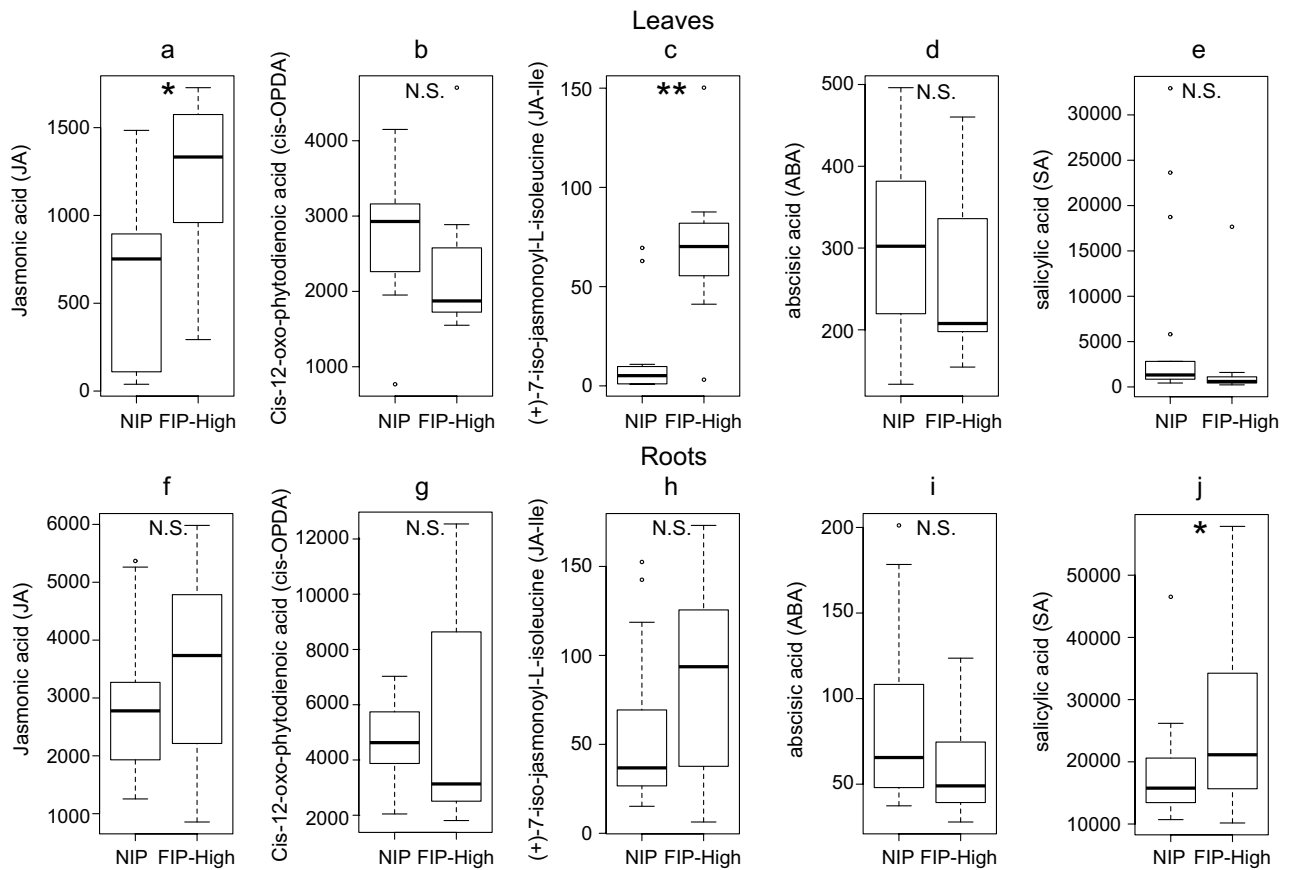 Leaves
a b c d e
Jasmonic acid (JA)
1500
1000
500
0
*
NIP FIP-High
Cis-12-oxo-phytodienoic acid (cis-OPDA)
4000
3000
2000
1000
N.S.
NIP FIP-High
(+)-7-iso-jasmonoyl-L-isoleucine (JA-Ile)
150
100
50
0
**
NIP FIP-High
abscisic acid (ABA)
500
400
300
200
N.S.
NIP FIP-High
salicylic acid (SA)
30000
25000
20000
15000
10000
5000
0
N.S.
NIP FIP-High
Roots
f g h i j
Jasmonic acid (JA)
6000
5000
4000
3000
2000
1000
N.S.
NIP FIP-High
Cis-12-oxo-phytodienoic acid (cis-OPDA)
12000
10000
8000
6000
4000
2000
N.S.
NIP FIP-High
(+)-7-iso-jasmonoyl-L-isoleucine (JA-Ile)
150
100
50
0
N.S.
NIP FIP-High
abscisic acid (ABA)
200
150
100
50
N.S.
NIP FIP-High
salicylic acid (SA)
50000
40000
30000
20000
10000
*
NIP FIP-High